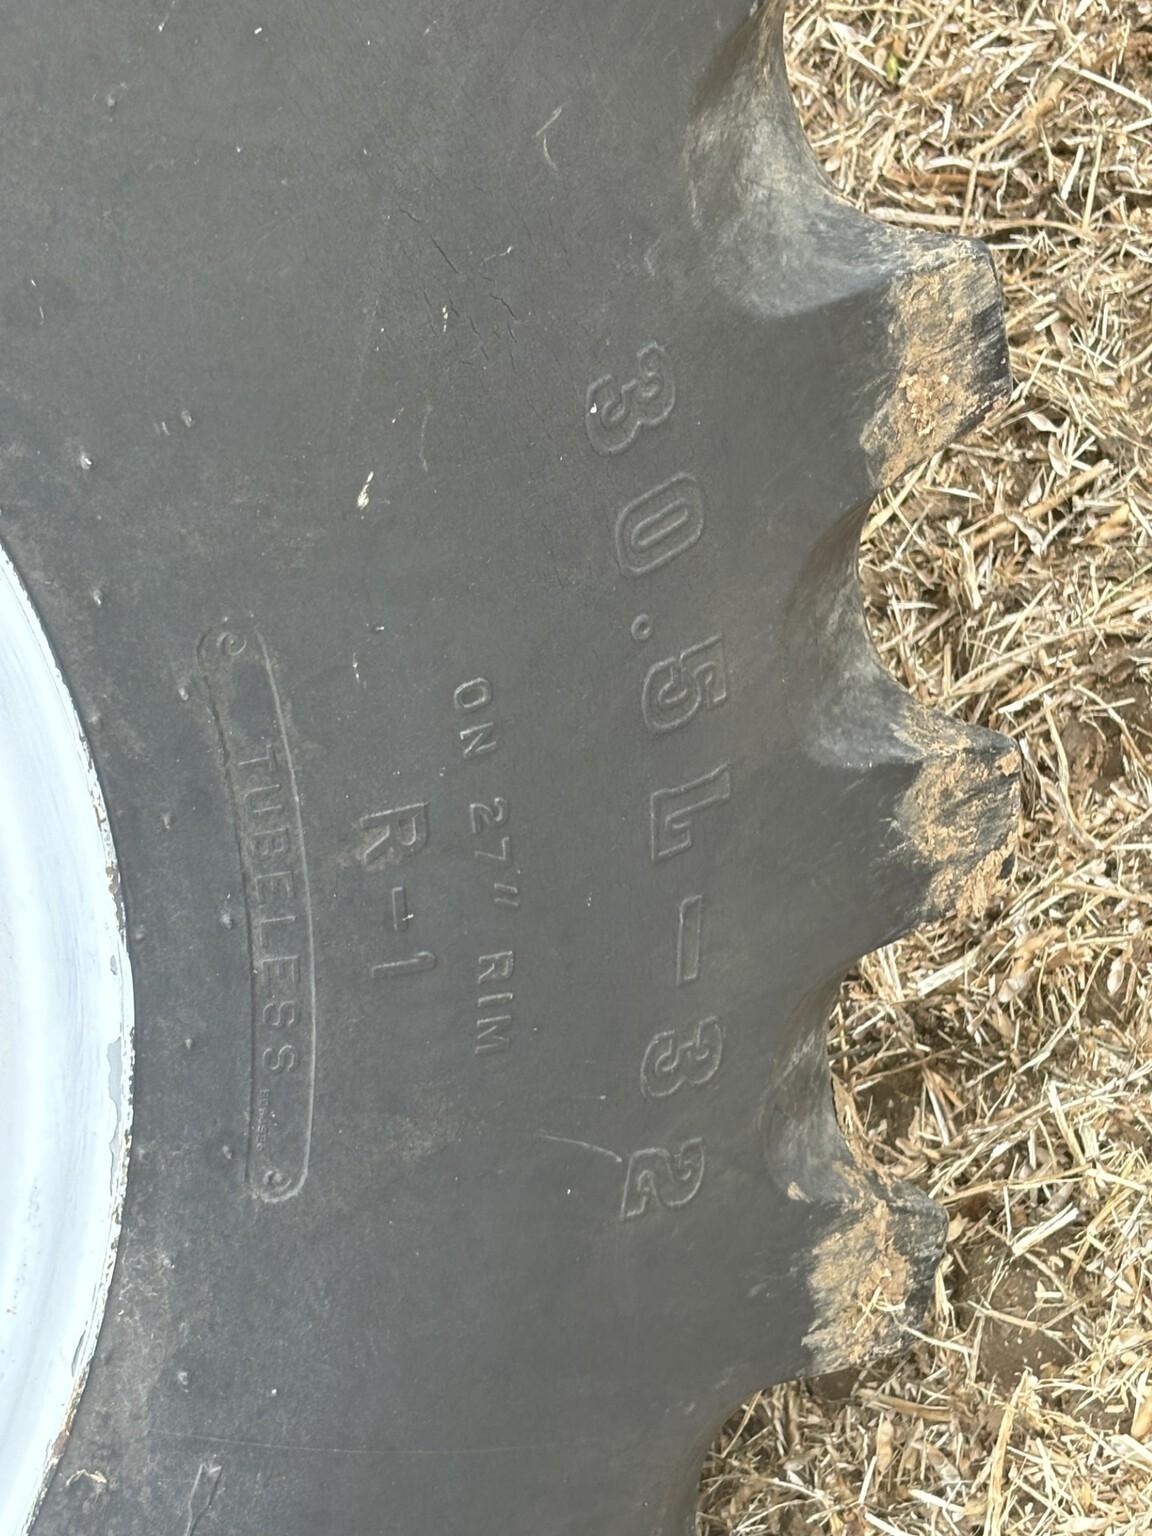 30.5L-32
ON 27" RIM
R-1
TUBELESS